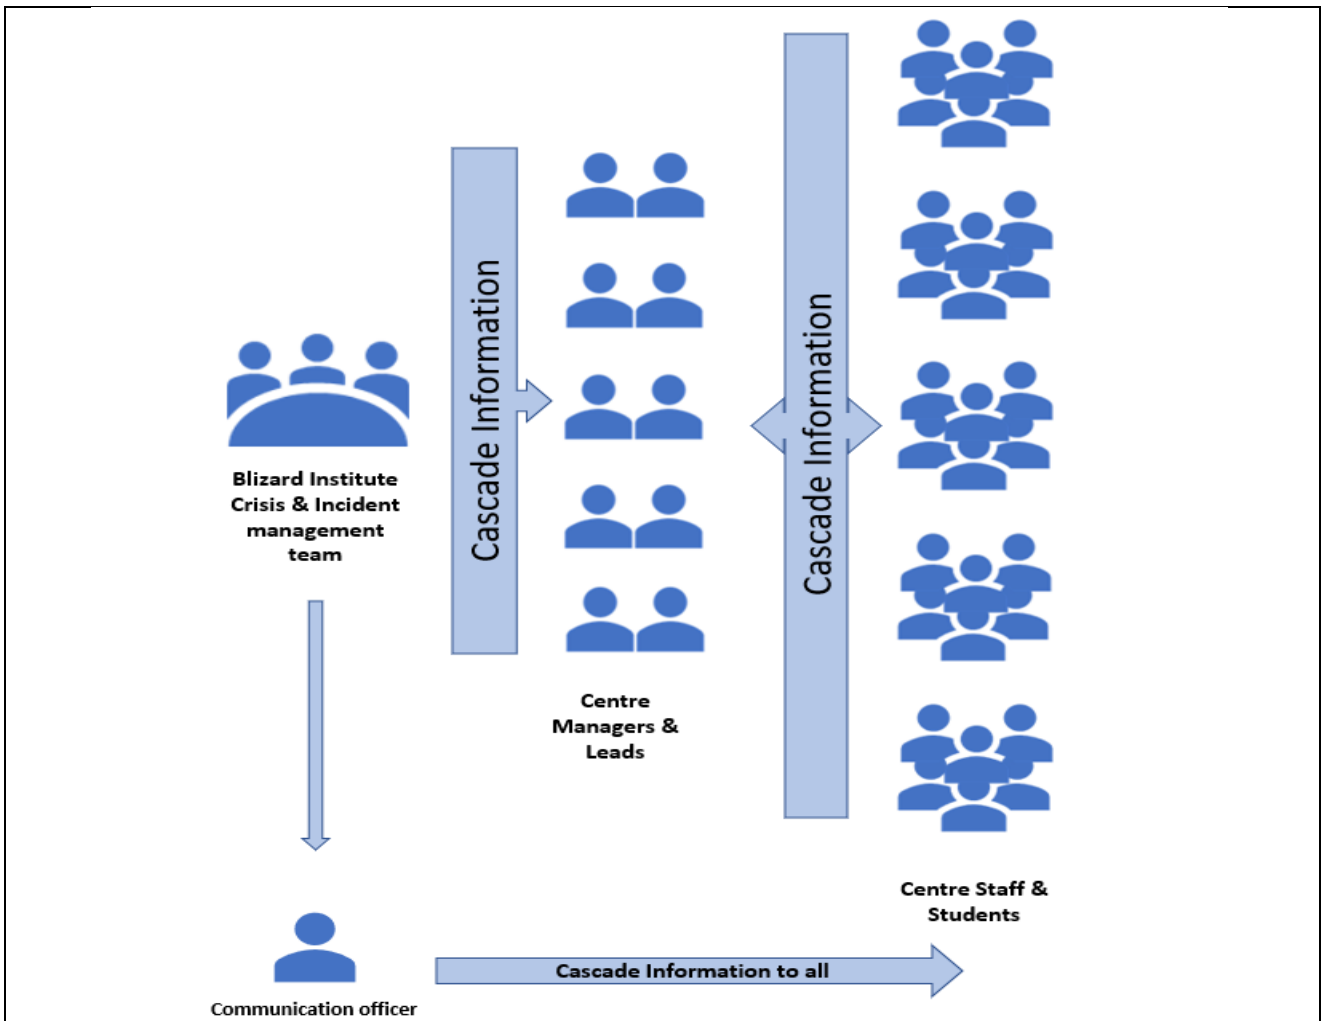 Blizard Institute
Crisis & Incident
management
team
Cascade Information
Centre
Managers &
Leads
Cascade Information
Centre Staff &
Students
Communication officer
Cascade Information to all